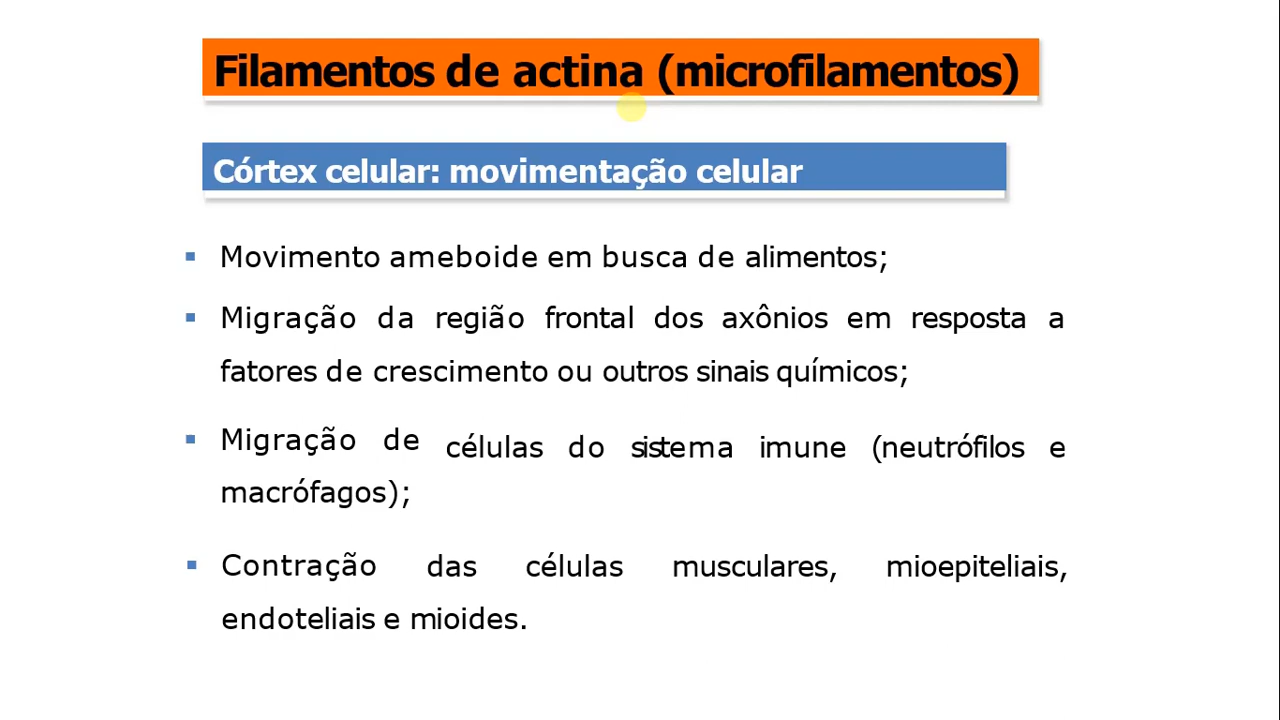 Filamentos de actina (microfilamentos)
Córtex celular: movimentação celular
▪ Movimento ameboide em busca de alimentos;
▪ Migração da região frontal dos axônios em resposta a
fatores de crescimento ou outros sinais químicos;
▪ Migração de células do sistema imune (neutrófilos e
macrófagos);
▪ Contração das células musculares, mioepiteliais,
endoteliais e mioides.